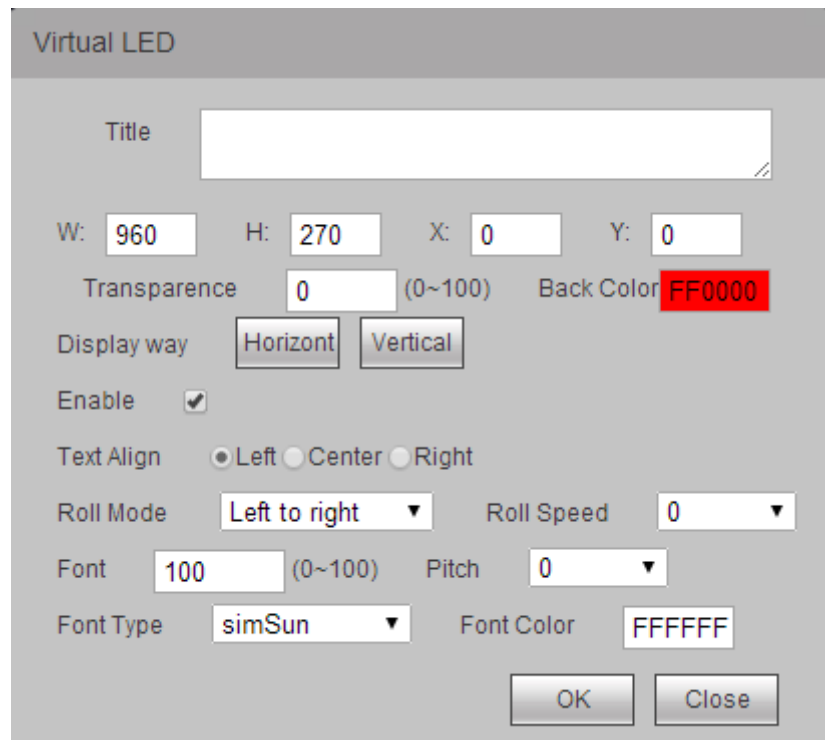 Virtual LED
Title
W: 960 H: 270 X: 0 Y: 0
Transparence 0 (0~100) Back Color FF0000
Display way Horizont Vertical
Enable
Text Align Left Center Right
Roll Mode Left to right Roll Speed 0
Font 100 (0~100) Pitch 0
Font Type simSun Font Color FFFFFF
OK Close